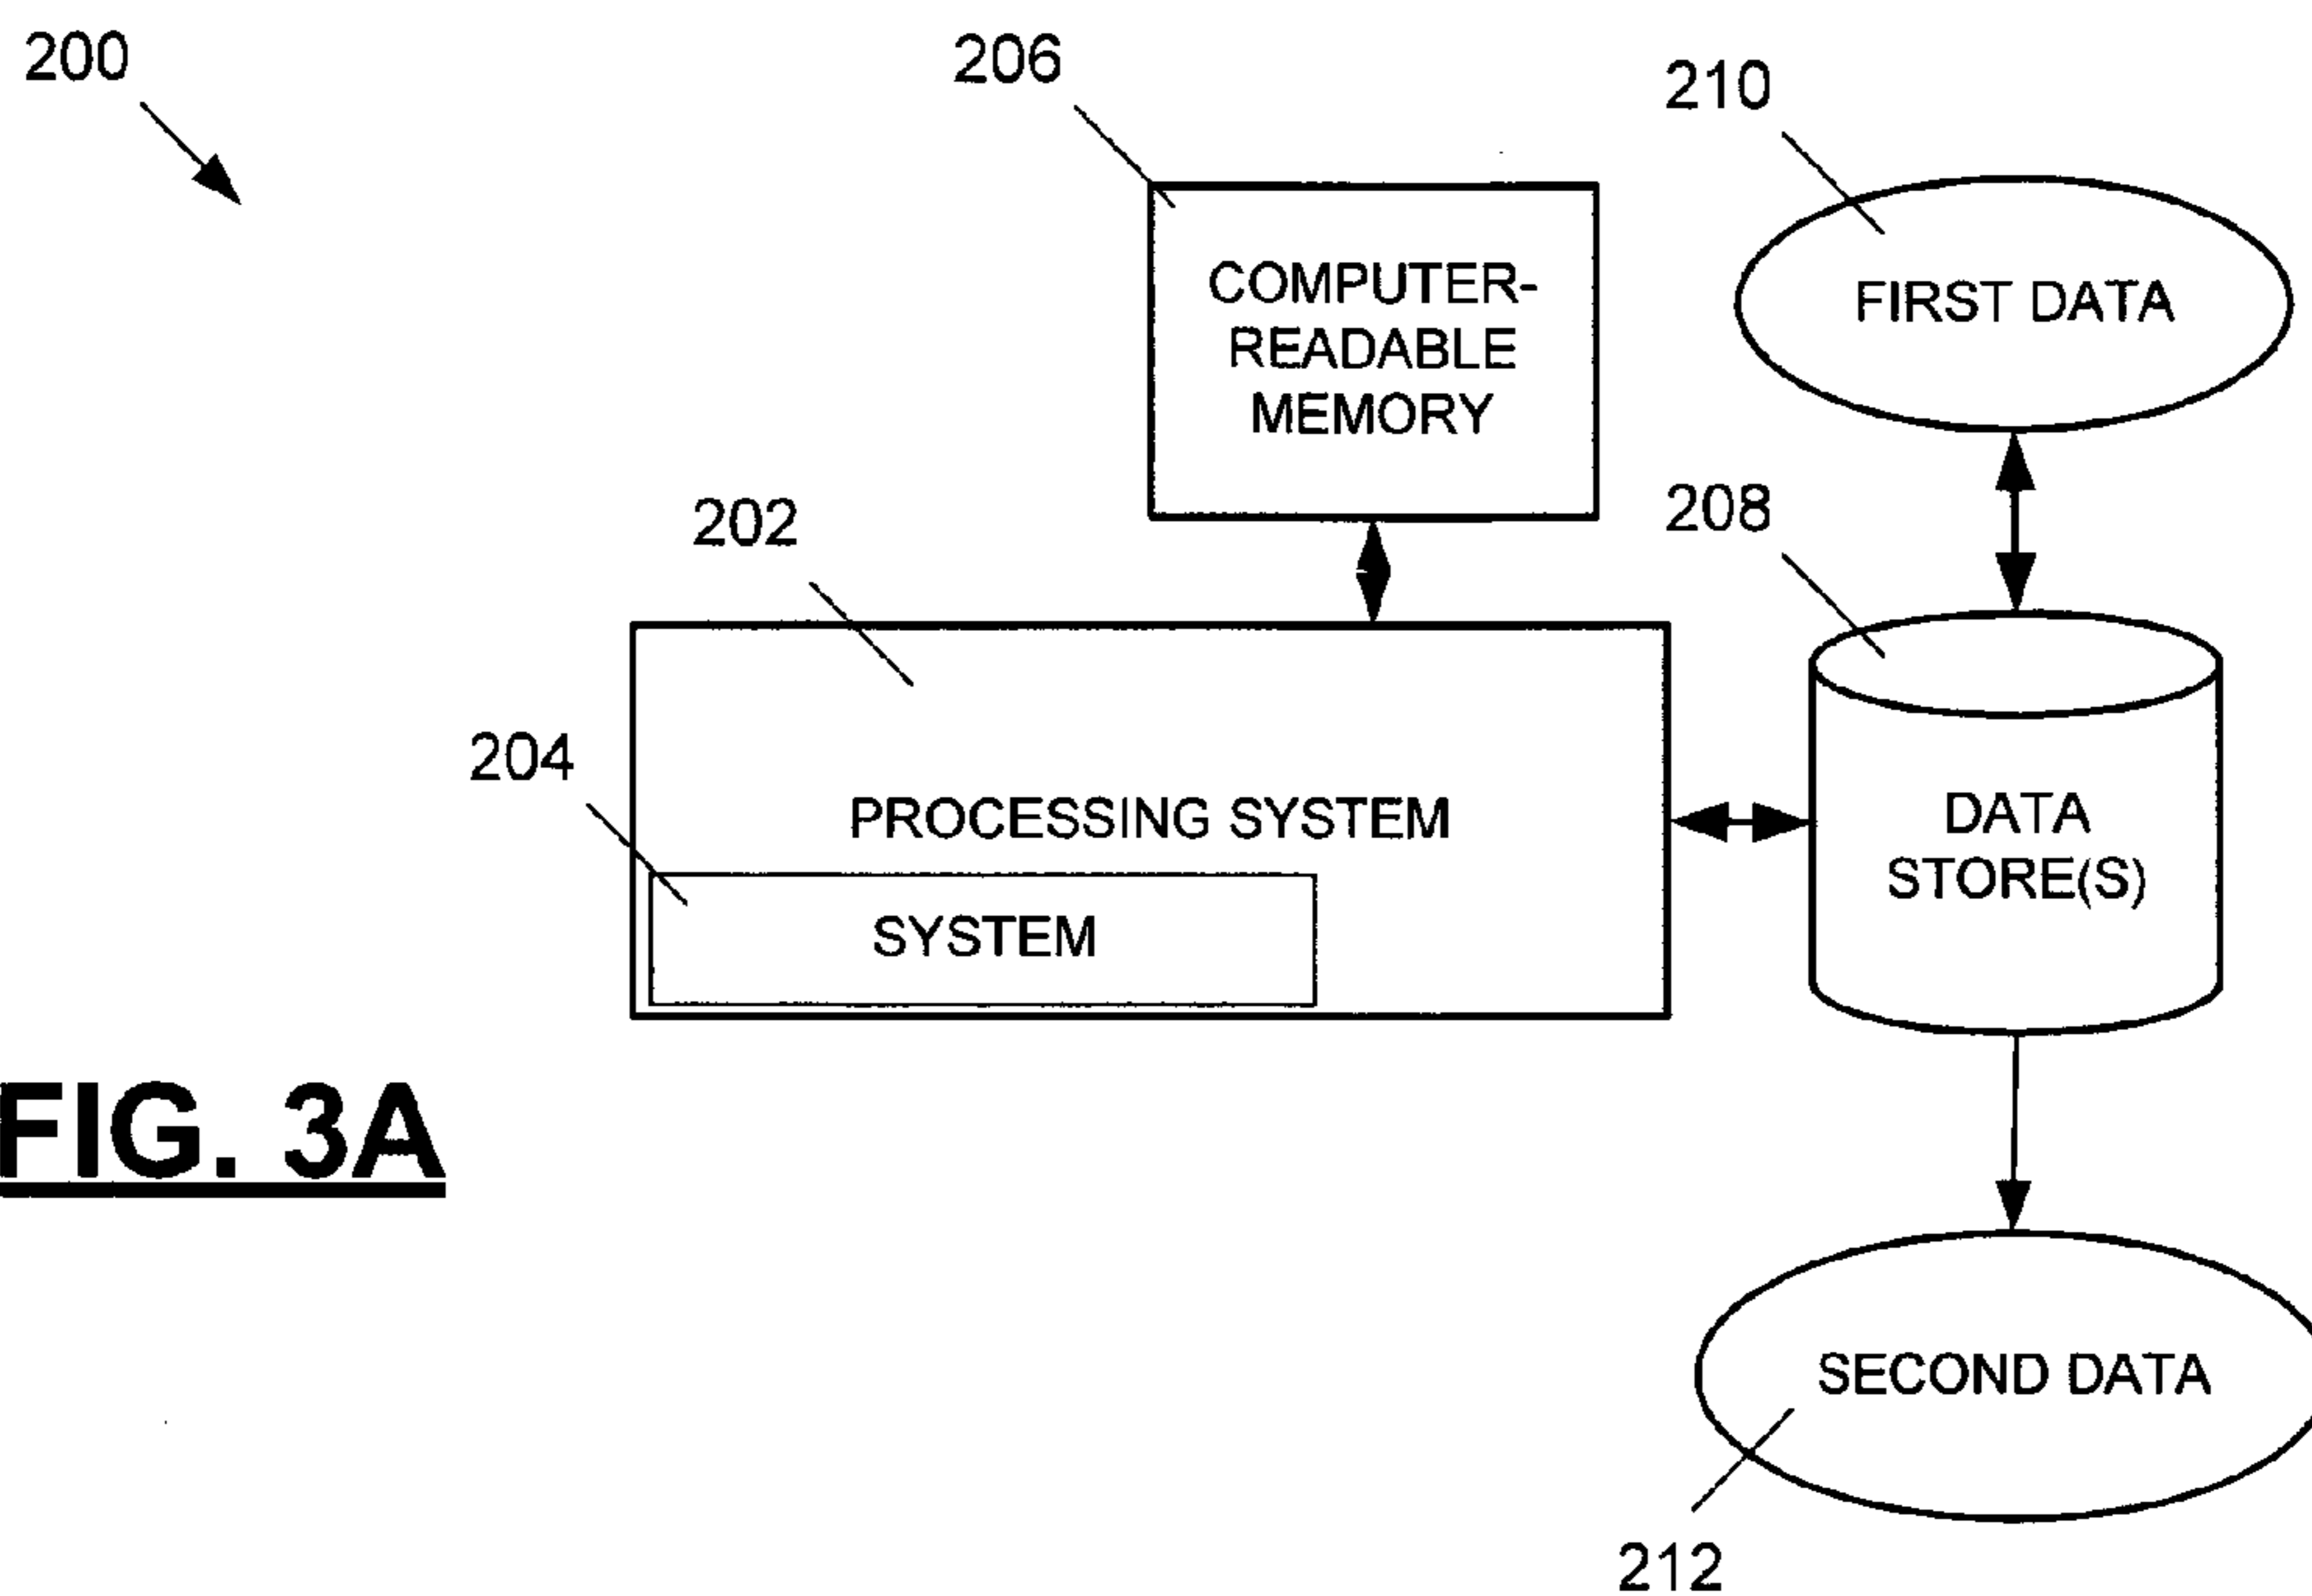 200
206
210
COMPUTER-
READABLE
MEMORY
FIRST DATA
202
208
204
PROCESSING SYSTEM
DATA
STORE(S)
SYSTEM
FIG. 3A
SECOND DATA
212